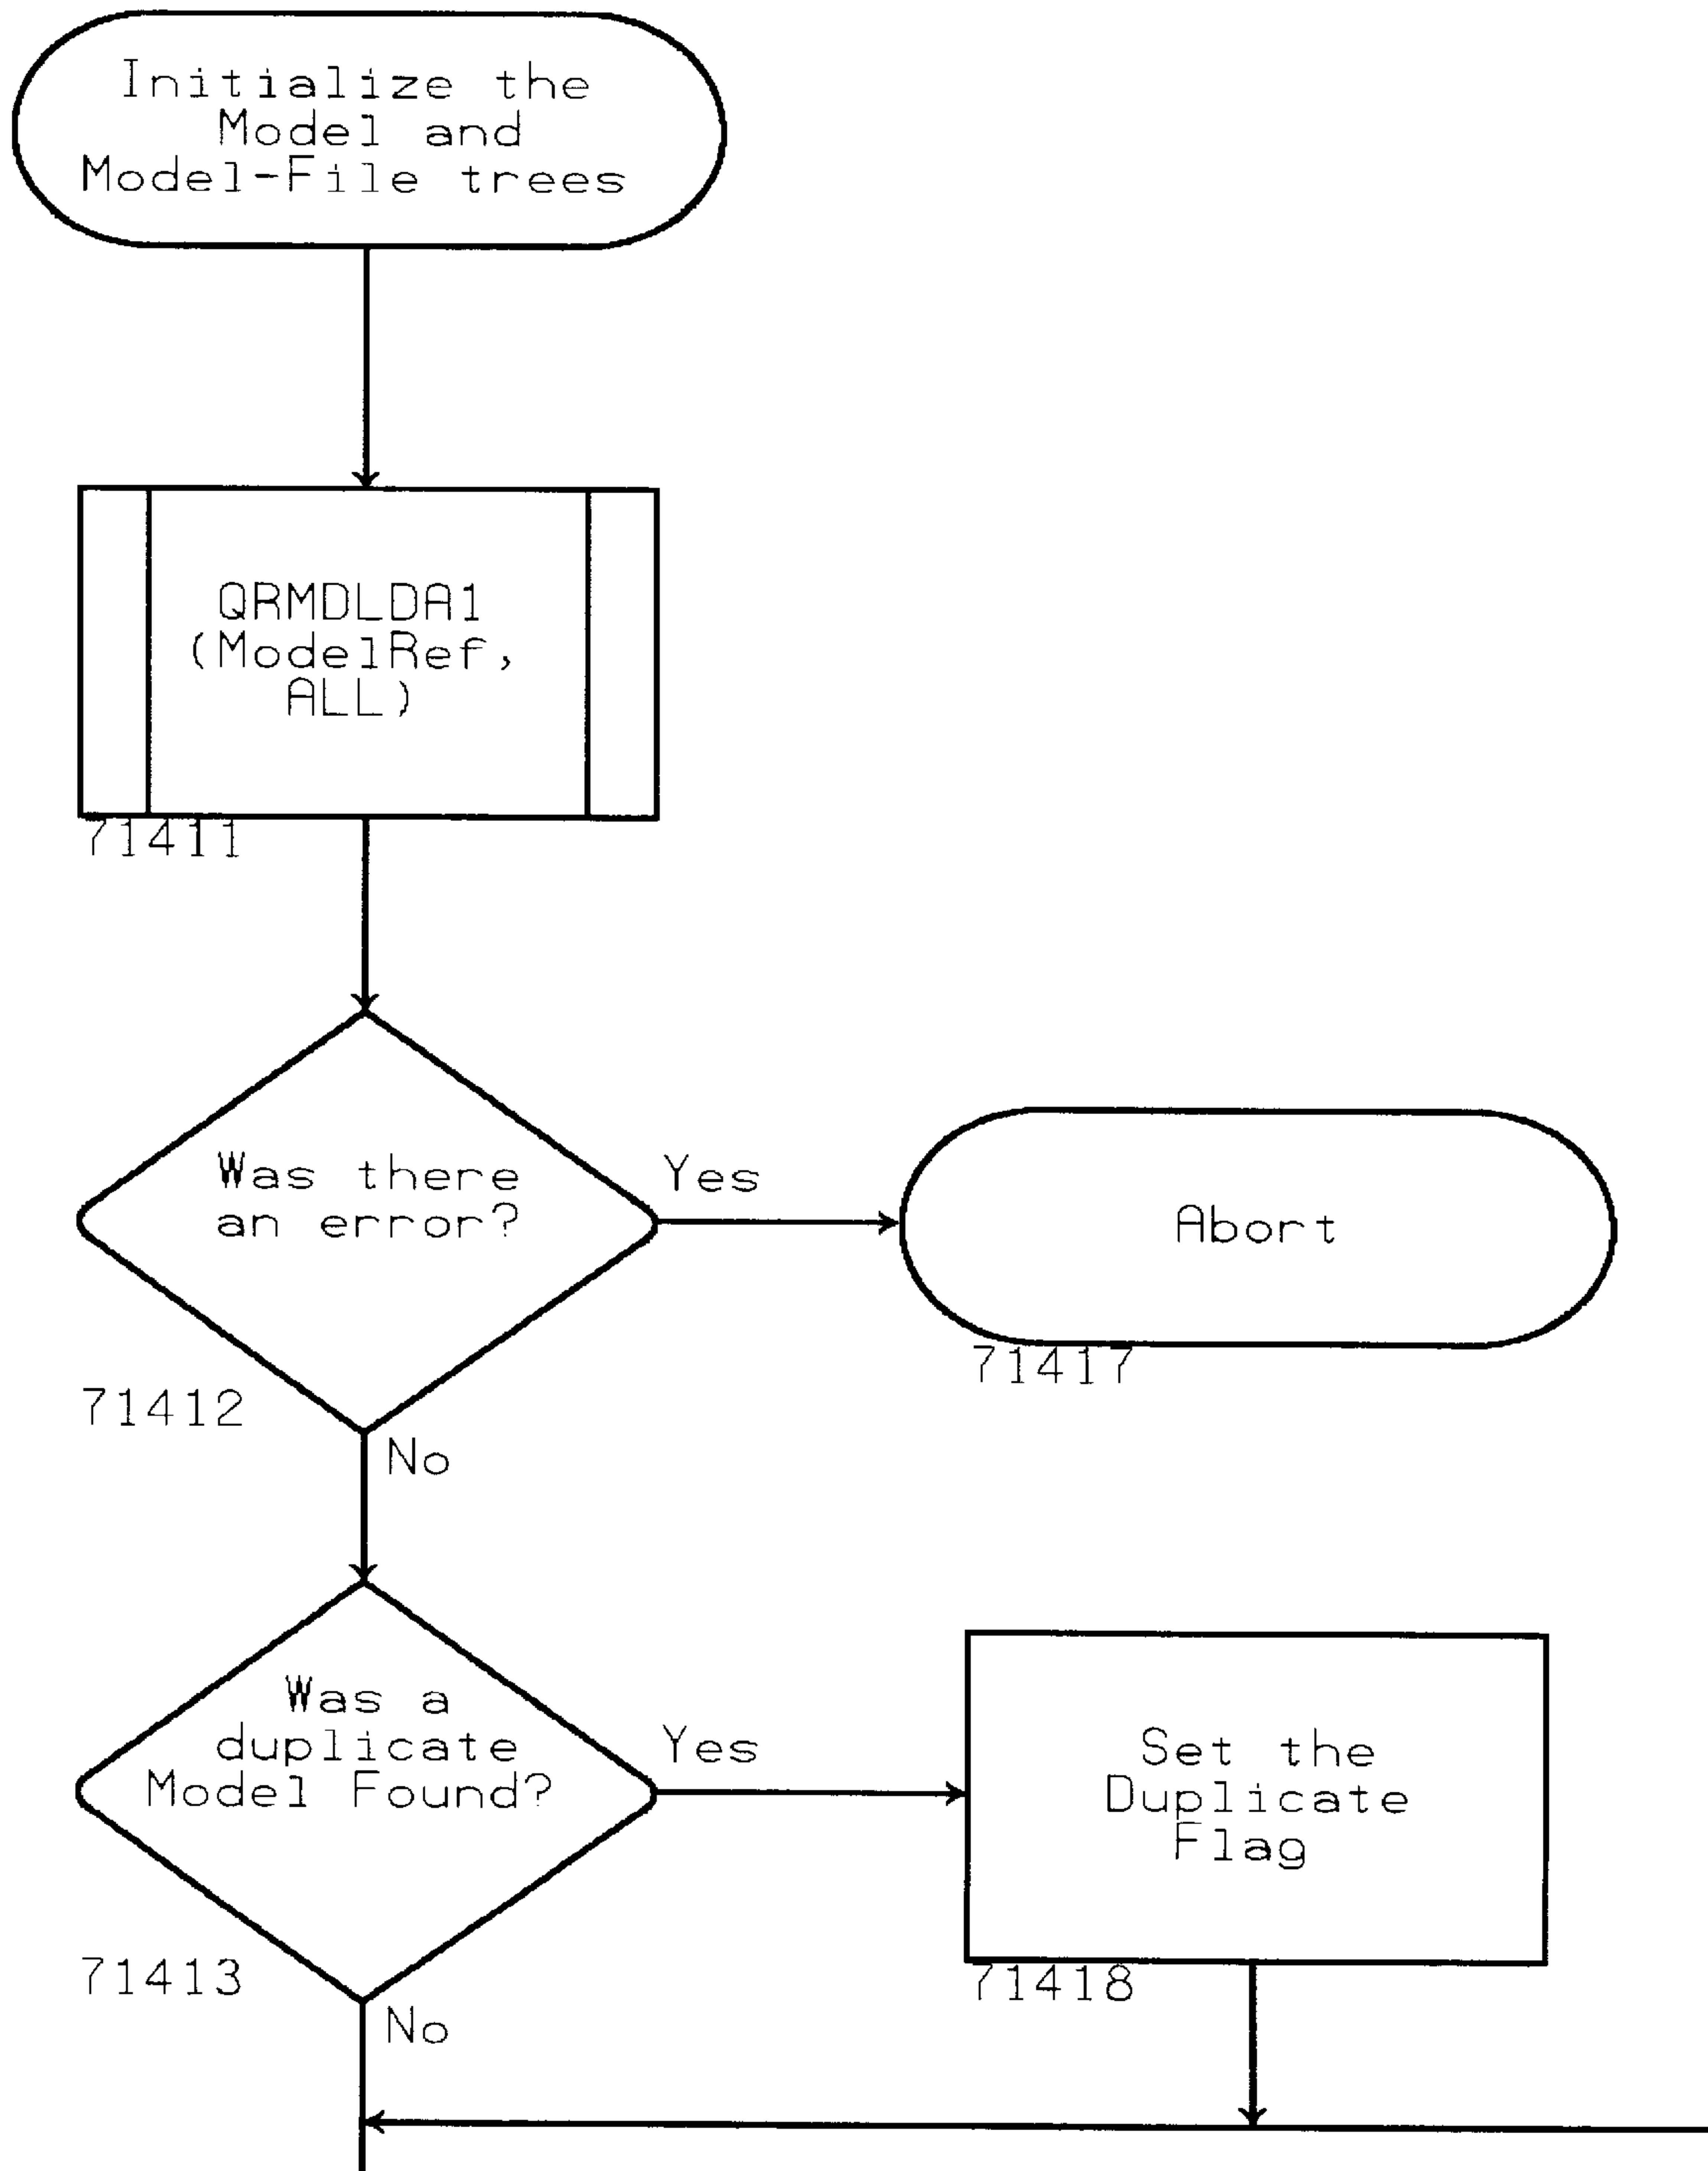 Initialize the
Model and
Model-File trees
QRMDLDA1
(ModelRef,
ALL)
71411
Was there
an error?
Yes
Abort
71417
71412
No
Was a
duplicate
Model Found?
Yes
Set the
Duplicate
Flag
71413
71418
No